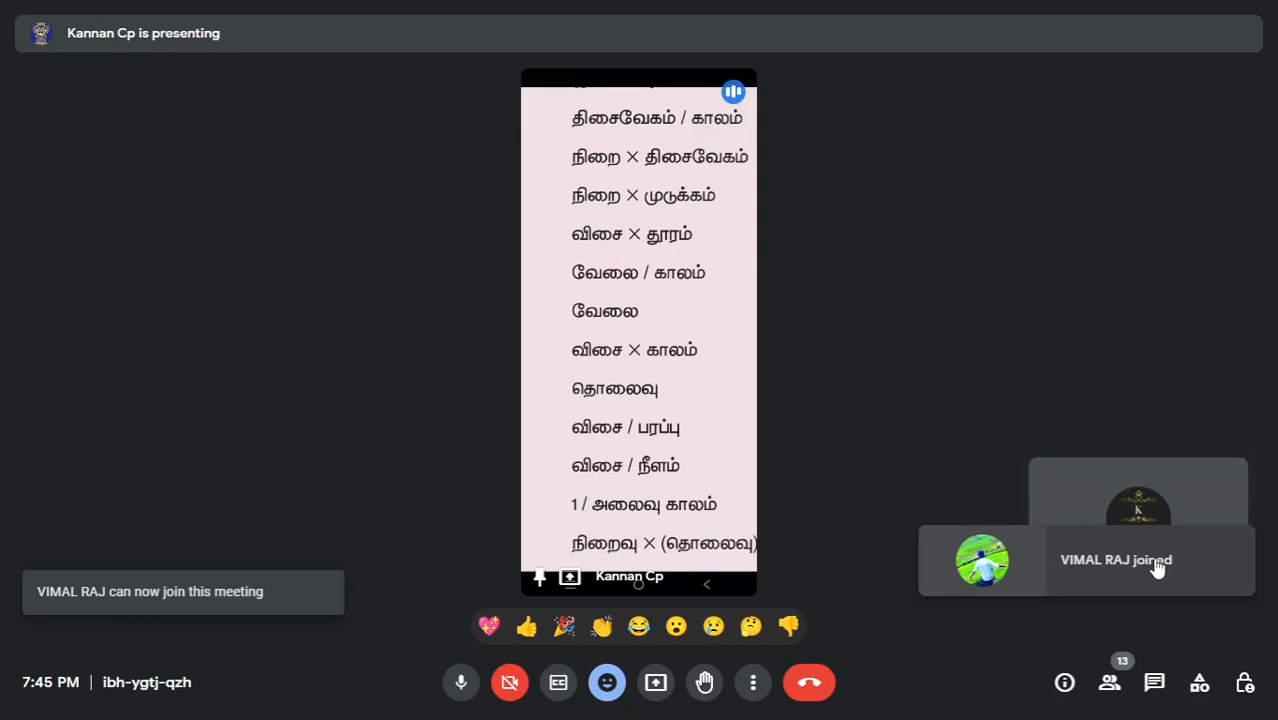 Kannan Cp is presenting
திசைவேகம் / காலம்
நிறை × திசைவேகம்
நிறை × முடுக்கம்
விசை × தூரம்
வேலை / காலம்
வேலை
விசை × காலம்
தொலைவு
விசை / பரப்பு
விசை / நீளம்
1 / அலைவு காலம்
நிறைவு × (தொலைவு)
Kannan Cp
K
VIMAL RAJ joined
VIMAL RAJ can now join this meeting
7:45 PM | ibh-ygtj-qzh
13